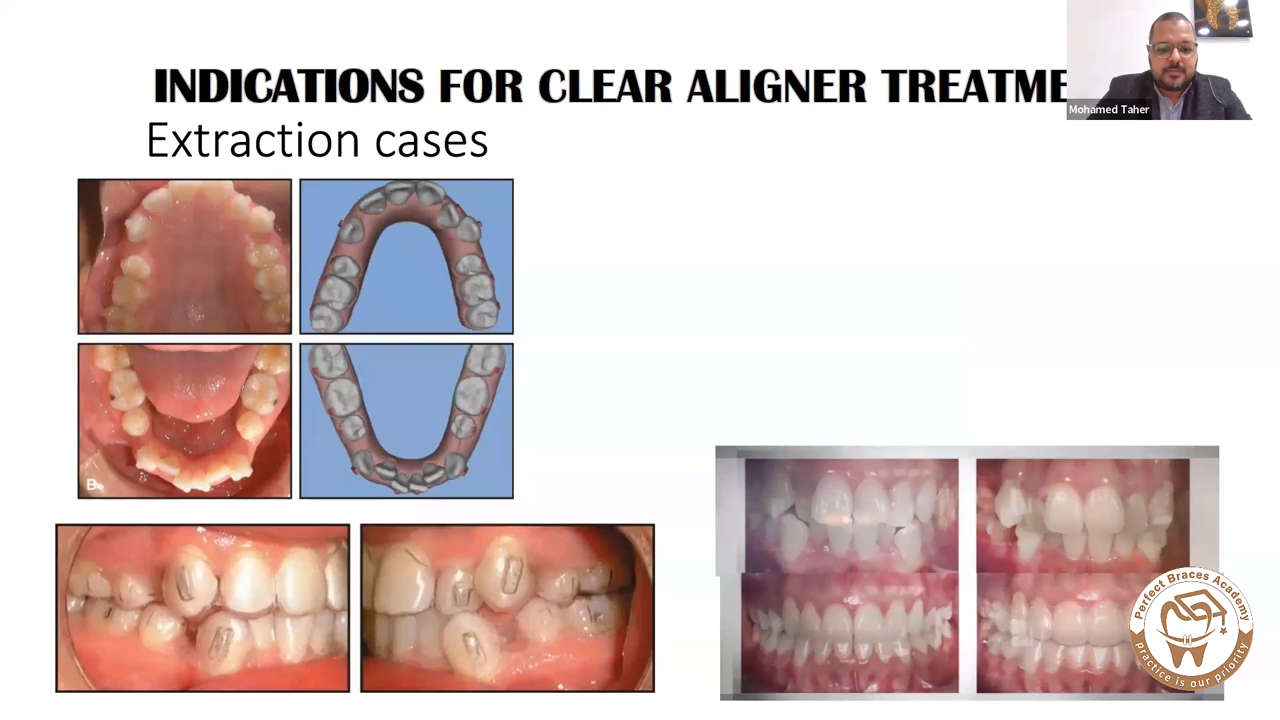 INDICATIONS FOR CLEAR ALIGNER TREATME
Mohamed Taher
Extraction cases
B
Perfect Braces Academy
practice is our priority